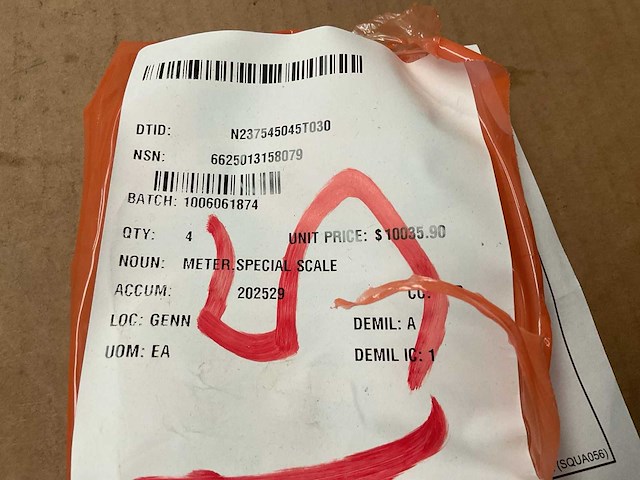 DTID: N237545045T030
NSN: 6625013158079
BATCH: 1006061874
QTY: 4 UNIT PRICE: $10035.90
NOUN: METER.SPECIAL SCALE
ACCUM: 202529 CC:
LOC: GENN DEMIL: A
UOM: EA DEMIL IC: 1
(SQUA056)